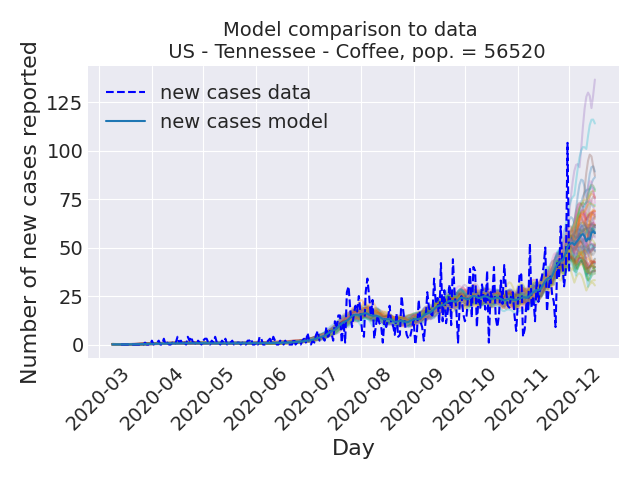 Model comparison to data
US - Tennessee - Coffee, pop. = 56520
Number of new cases reported
new cases data
new cases model
125
100
75
50
25
0
2020-03
2020-04
2020-05
2020-06
2020-07
2020-08
2020-09
2020-10
2020-11
2020-12
Day